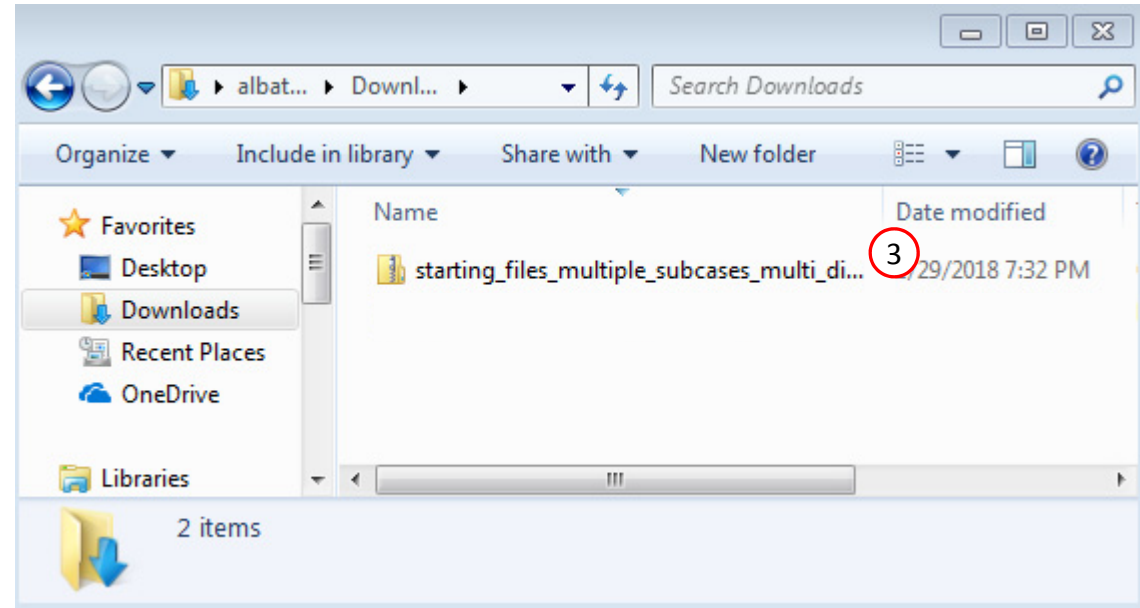 albat... Downl... Search Downloads
Organize Include in library Share with New folder
Name Date modified
Favorites
Desktop
Downloads
Recent Places
OneDrive
Libraries
starting_files_multiple_subcases_multi_di... 3 /29/2018 7:32 PM
2 items